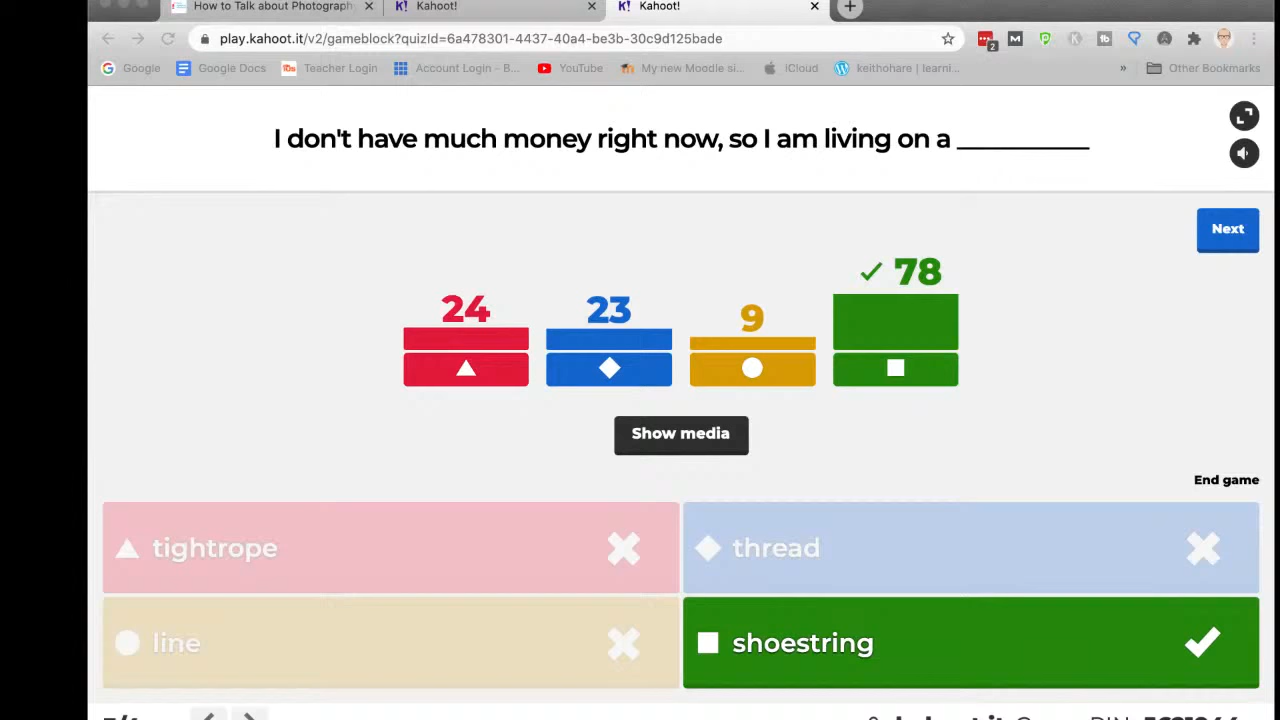 How to Talk about Photograph
Kahoot!
Kahoot!
play.kahoot.it/v2/gameblock?quizId=6a478301-4437-40a4-be3b-30c9d125bade
2
Google
Google Docs
Teacher Login
Account Login - B...
YouTube
My new Moodle si...
iCloud
keithohare | learni...
»
Other Bookmarks
I don't have much money right now, so I am living on a __________
Next
24
23
9
78
Show media
End game
tightrope
thread
line
shoestring